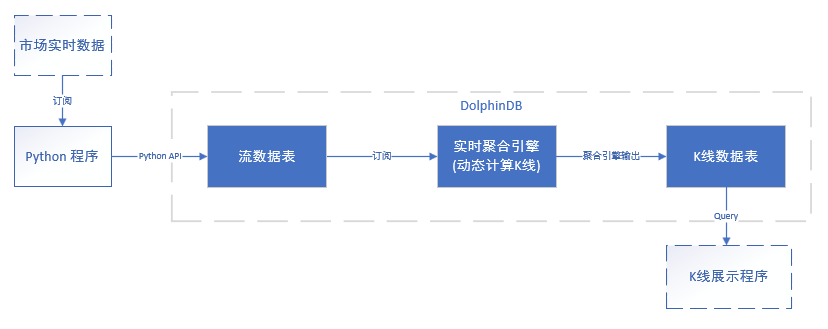 市场实时数据
订阅
DolphinDB
Python 程序
Python API
流数据表
订阅
实时聚合引擎
(动态计算K线)
聚合引擎输出
K线数据表
Query
K线展示程序